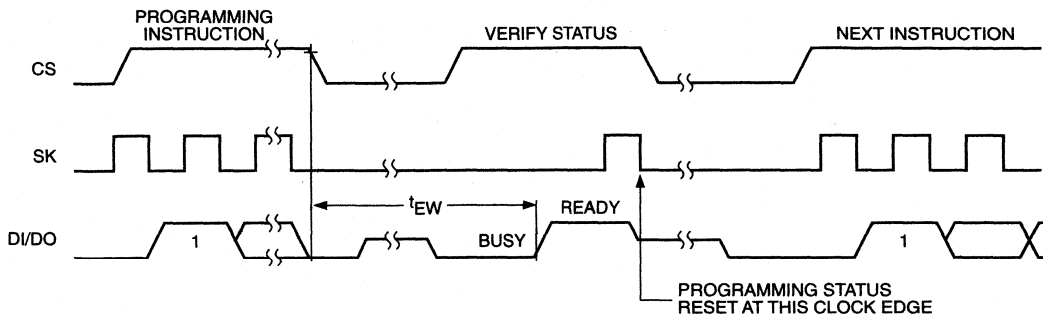 PROGRAMMING
INSTRUCTION
VERIFY STATUS
NEXT INSTRUCTION
CS
SK
tEW
READY
DI/DO
1
BUSY
1
PROGRAMMING STATUS
RESET AT THIS CLOCK EDGE